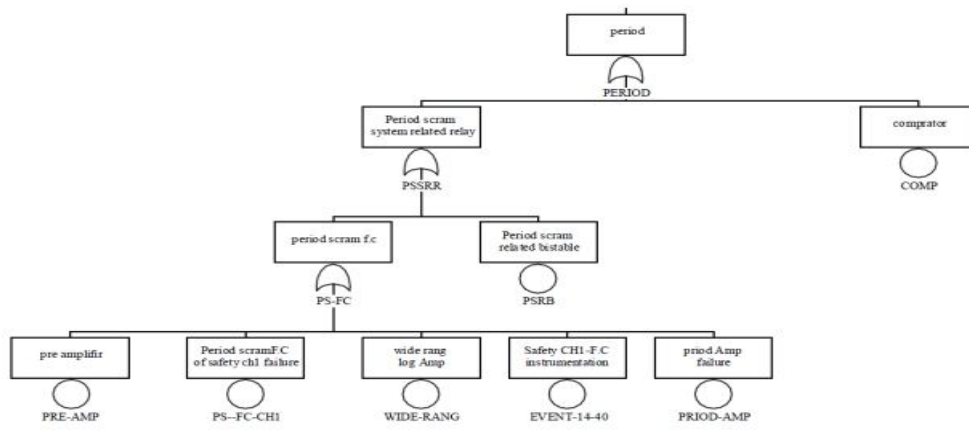 period
PERIOD
Period scram
system related relay
comprator
PSSRR
COMP
period scram f.c
Period scram
related bistable
PS-FC
PSRB
pre amplifir
Period scramF.C
of safety ch1 failure
wide rang
log Amp
Safety CH1-F.C
instrumentation
priod Amp
failure
PRE-AMP
PS--FC-CH1
WIDE-RANG
EVENT-14-40
PRIOD-AMP